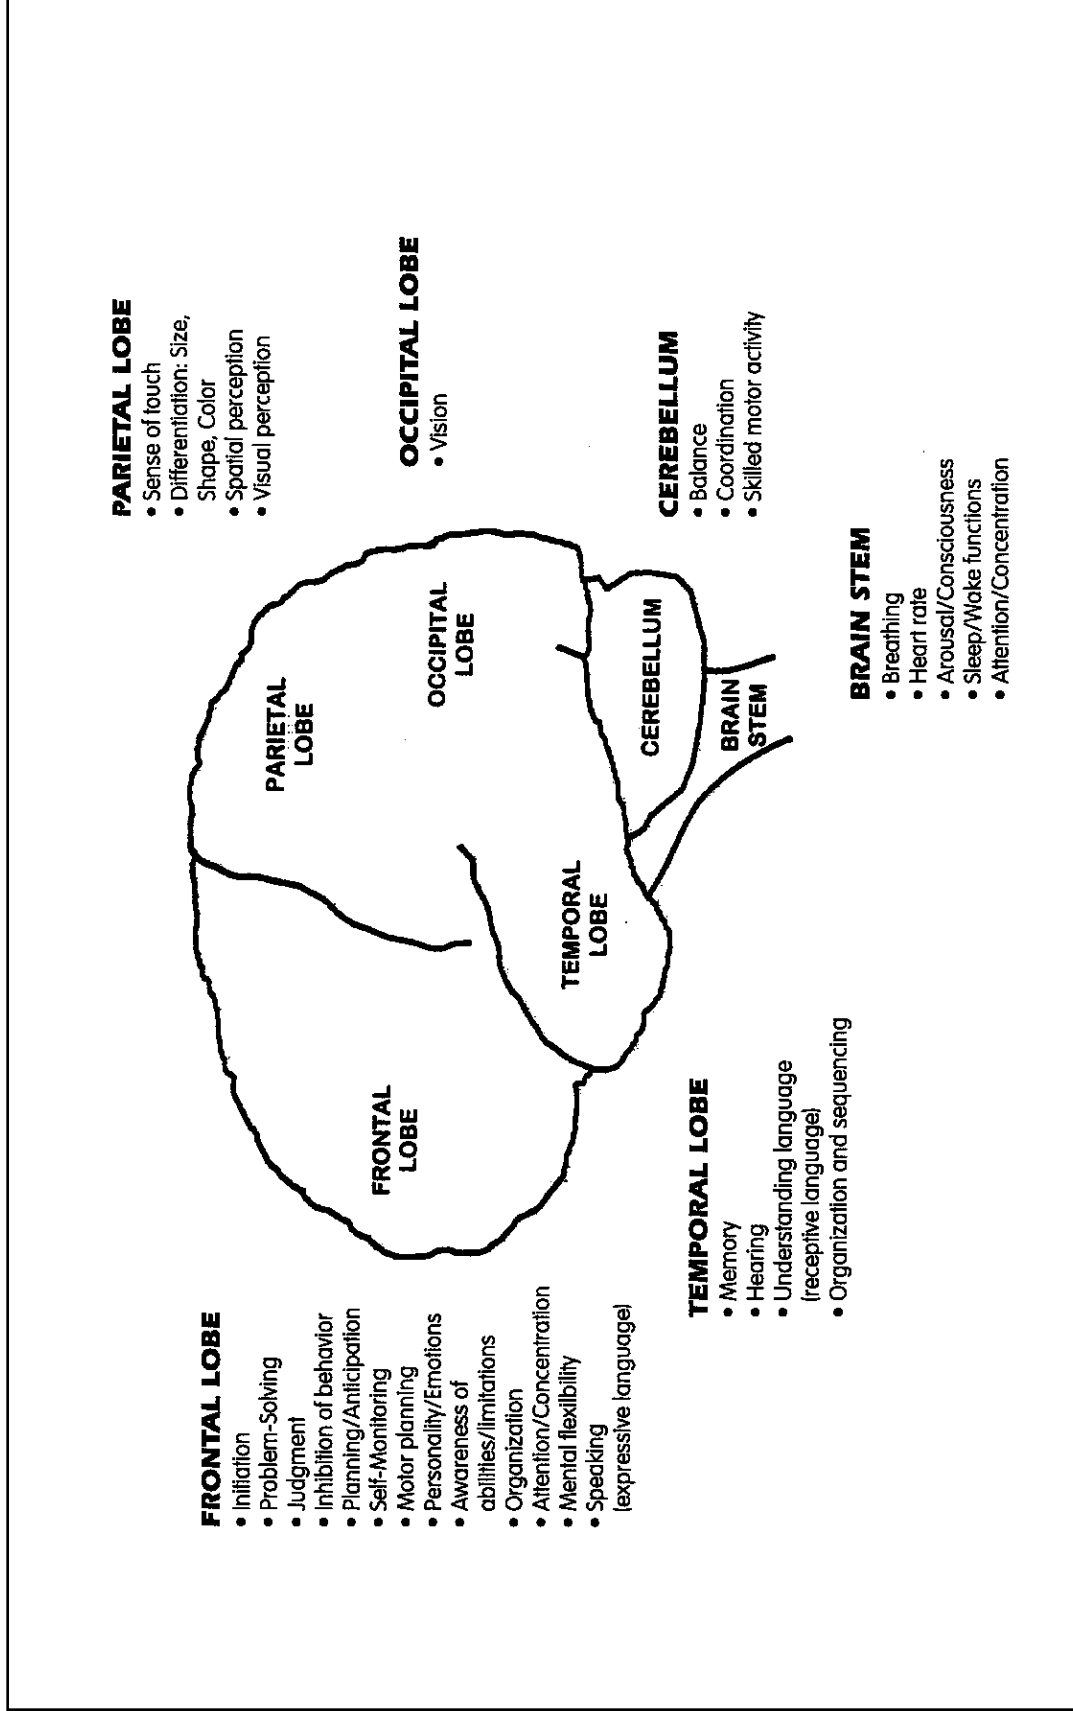 PARIETAL LOBE
• Sense of touch
• Differentiation: Size,
Shape, Color
• Spatial perception
• Visual perception
OCCIPITAL LOBE
• Vision
CEREBELLUM
• Balance
• Coordination
• Skilled motor activity
BRAIN STEM
• Breathing
• Heart rate
• Arousal/Consciousness
• Sleep/Wake functions
• Attention/Concentration
PARIETAL
LOBE
OCCIPITAL
LOBE
CEREBELLUM
BRAIN
STEM
TEMPORAL
LOBE
FRONTAL
LOBE
FRONTAL LOBE
• Initiation
• Problem-Solving
• Judgment
• Inhibition of behavior
• Planning/Anticipation
• Self-Monitoring
• Motor planning
• Personality/Emotions
• Awareness of
abilities/limitations
• Organization
• Attention/Concentration
• Mental flexilbility
• Speaking
(expressive language)
TEMPORAL LOBE
• Memory
• Hearing
• Understanding language
(receptive language)
• Organization and sequencing